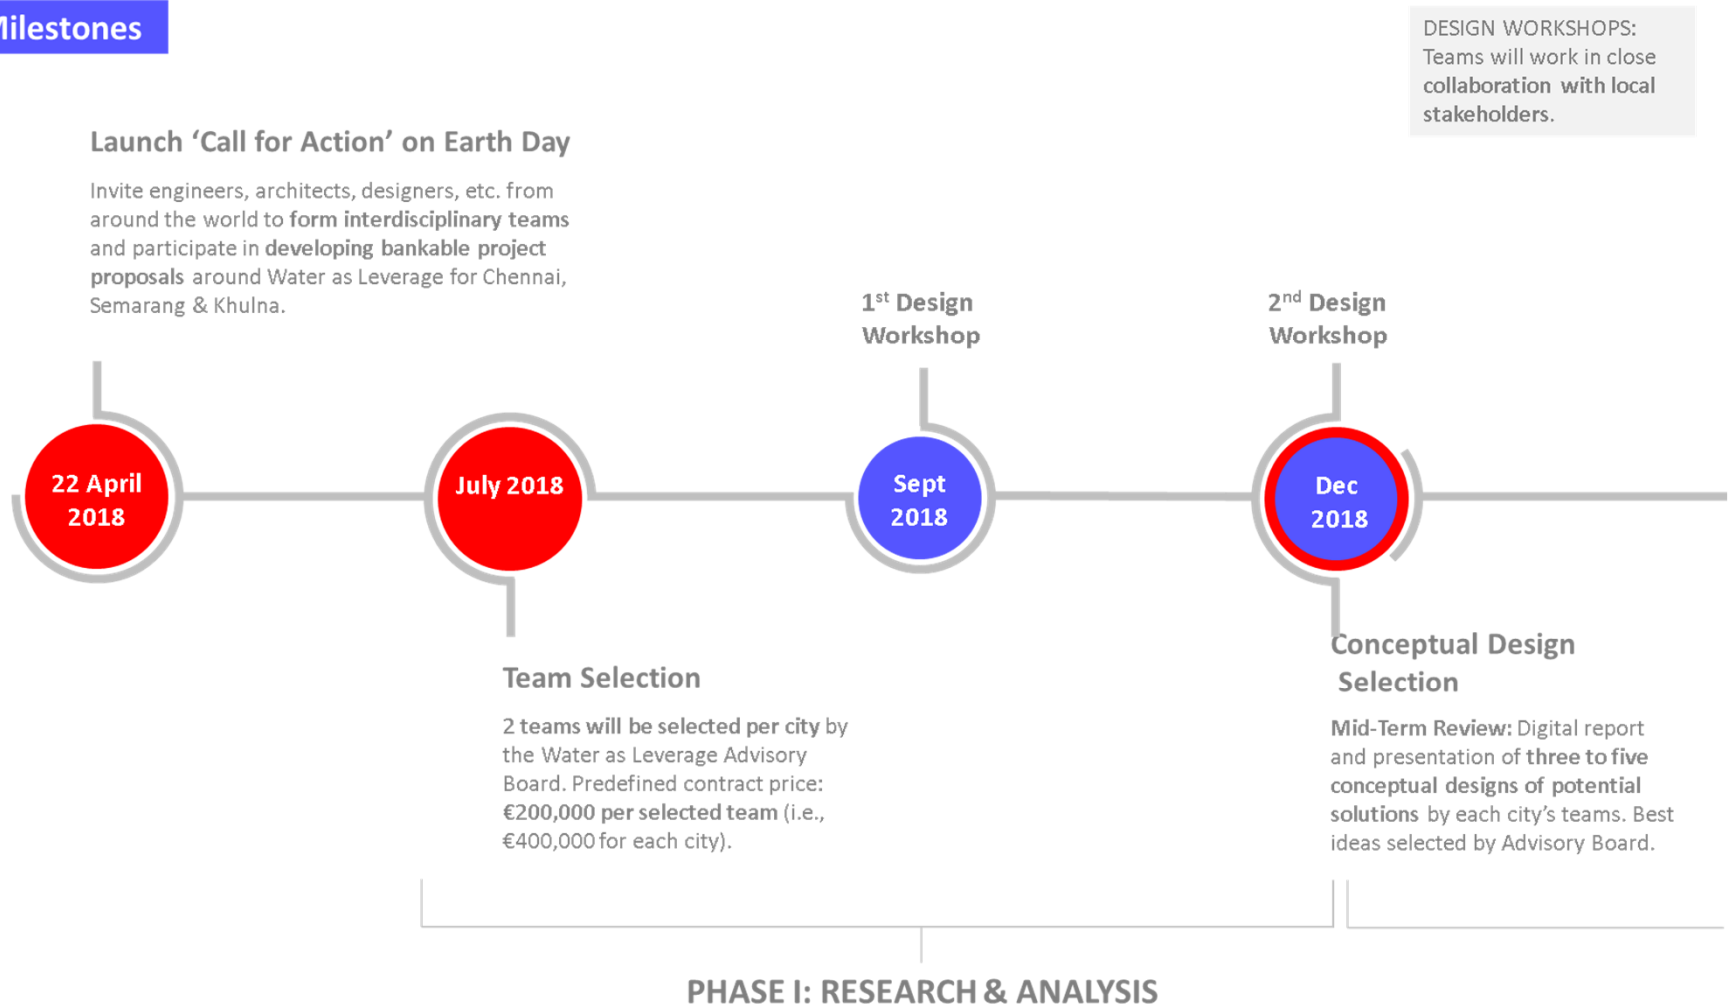 Milestones
DESIGN WORKSHOPS:
Teams will work in close
collaboration with local
stakeholders.
Launch ‘Call for Action’ on Earth Day
Invite engineers, architects, designers, etc. from
around the world to form interdisciplinary teams
and participate in developing bankable project
proposals around Water as Leverage for Chennai,
Semarang & Khulna.
1st Design
Workshop
2nd Design
Workshop
22 April
2018
July 2018
Sept
2018
Dec
2018
Team Selection
2 teams will be selected per city by
the Water as Leverage Advisory
Board. Predefined contract price:
€200,000 per selected team (i.e.,
€400,000 for each city).
Conceptual Design
Selection
Mid-Term Review: Digital report
and presentation of three to five
conceptual designs of potential
solutions by each city’s teams. Best
ideas selected by Advisory Board.
PHASE I: RESEARCH & ANALYSIS